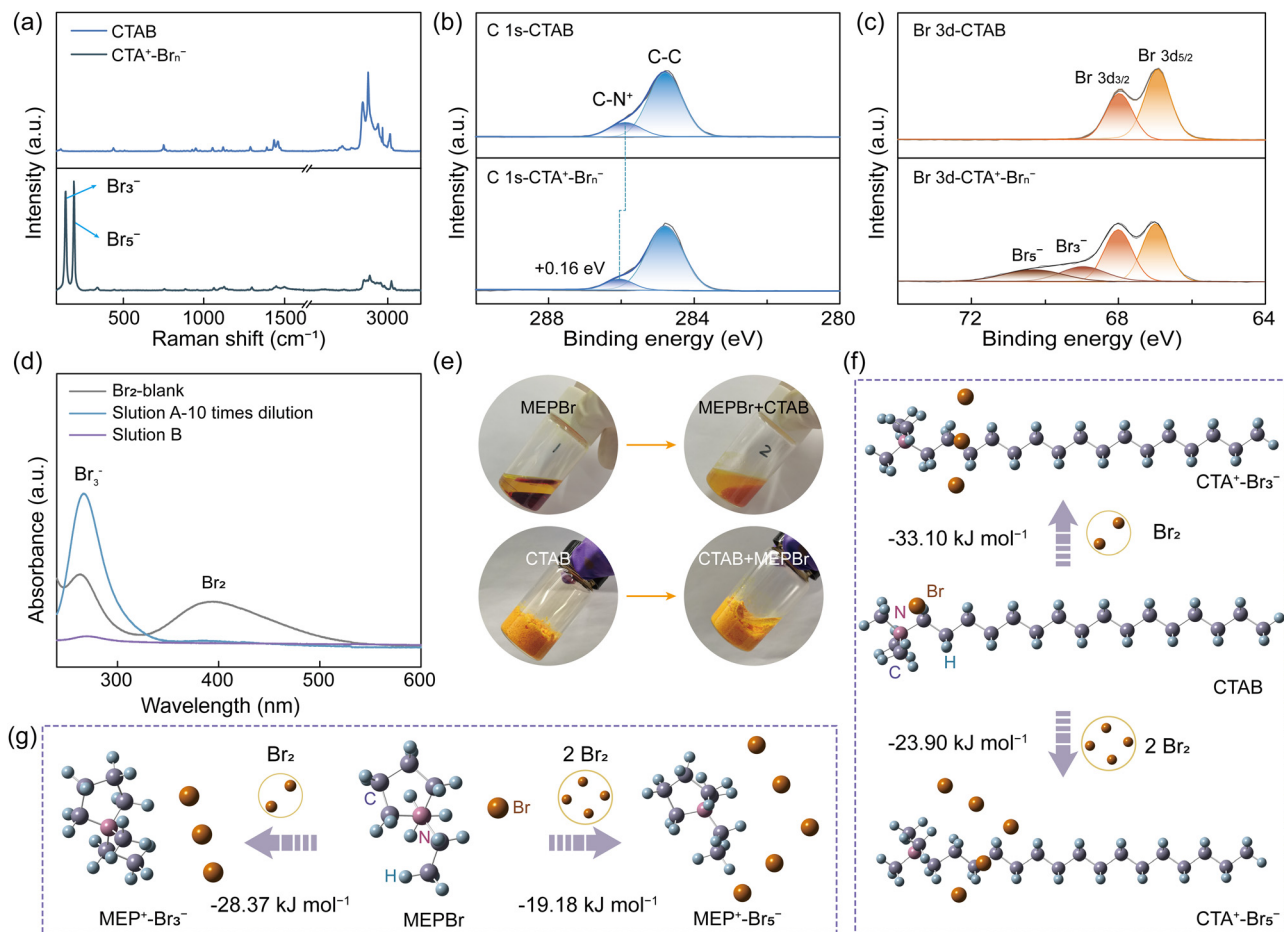 (a)
CTAB
CTA⁺-Brₙ⁻
Br₃⁻
Br₅⁻
Intensity (a.u.)
500
1000
1500
3000
Raman shift (cm⁻¹)
(b)
C 1s-CTAB
C-C
C-N⁺
C 1s-CTA⁺-Brₙ⁻
+0.16 eV
Intensity (a.u.)
288
284
280
Binding energy (eV)
(c)
Br 3d-CTAB
Br 3d₅/₂
Br 3d₃/₂
Br 3d-CTA⁺-Brₙ⁻
Br₅⁻
Br₃⁻
Intensity (a.u.)
72
68
64
Binding energy (eV)
(d)
Br₂-blank
Slution A-10 times dilution
Slution B
Br₃⁻
Br₂
Absorbance (a.u.)
300
400
500
600
Wavelength (nm)
(e)
MEPBr
1
MEPBr+CTAB
2
CTAB
CTAB+MEPBr
(f)
CTA⁺-Br₃⁻
-33.10 kJ mol⁻¹
Br₂
Br
N
H
C
CTAB
-23.90 kJ mol⁻¹
2 Br₂
CTA⁺-Br₅⁻
(g)
Br₂
2 Br₂
C
Br
N
H
-28.37 kJ mol⁻¹
-19.18 kJ mol⁻¹
MEP⁺-Br₃⁻
MEPBr
MEP⁺-Br₅⁻